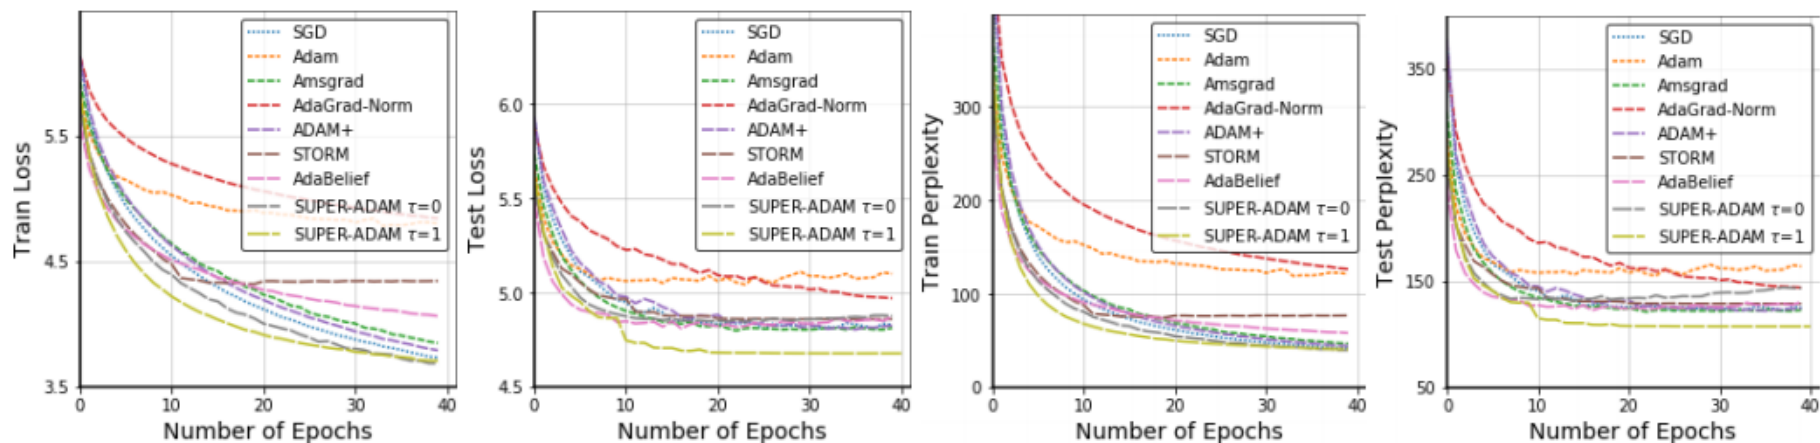 Train Loss
5.5
4.5
3.5
0 10 20 30 40
Number of Epochs
SGD
Adam
Amsgrad
AdaGrad-Norm
ADAM+
STORM
AdaBelief
SUPER-ADAM τ=0
SUPER-ADAM τ=1
Test Loss
6.0
5.5
5.0
4.5
0 10 20 30 40
Number of Epochs
SGD
Adam
Amsgrad
AdaGrad-Norm
ADAM+
STORM
AdaBelief
SUPER-ADAM τ=0
SUPER-ADAM τ=1
Train Perplexity
300
200
100
0
0 10 20 30 40
Number of Epochs
SGD
Adam
Amsgrad
AdaGrad-Norm
ADAM+
STORM
AdaBelief
SUPER-ADAM τ=0
SUPER-ADAM τ=1
Test Perplexity
350
250
150
50
0 10 20 30 40
Number of Epochs
SGD
Adam
Amsgrad
AdaGrad-Norm
ADAM+
STORM
AdaBelief
SUPER-ADAM τ=0
SUPER-ADAM τ=1